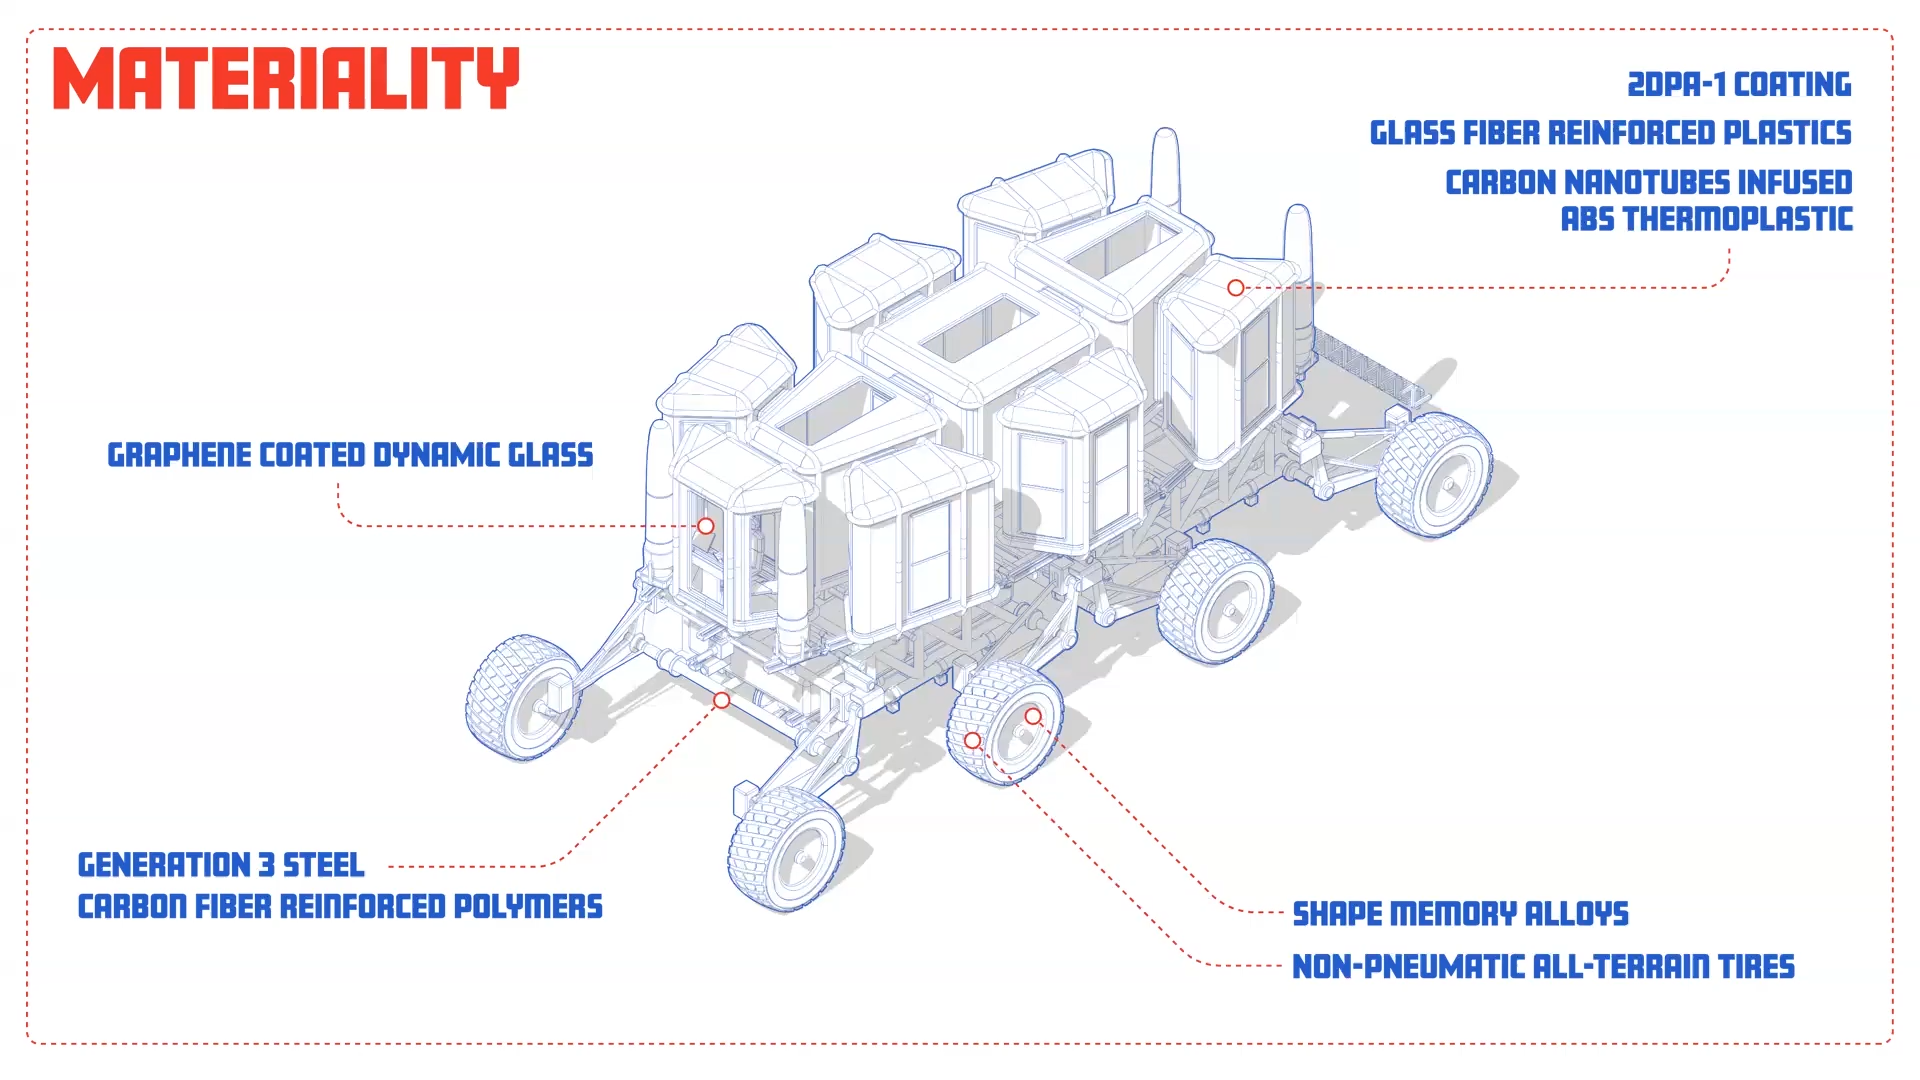 MATERIALITY
2DPA-1 COATING
GLASS FIBER REINFORCED PLASTICS
CARBON NANOTUBES INFUSED
ABS THERMOPLASTIC
GRAPHENE COATED DYNAMIC GLASS
GENERATION 3 STEEL
CARBON FIBER REINFORCED POLYMERS
SHAPE MEMORY ALLOYS
NON-PNEUMATIC ALL-TERRAIN TIRES